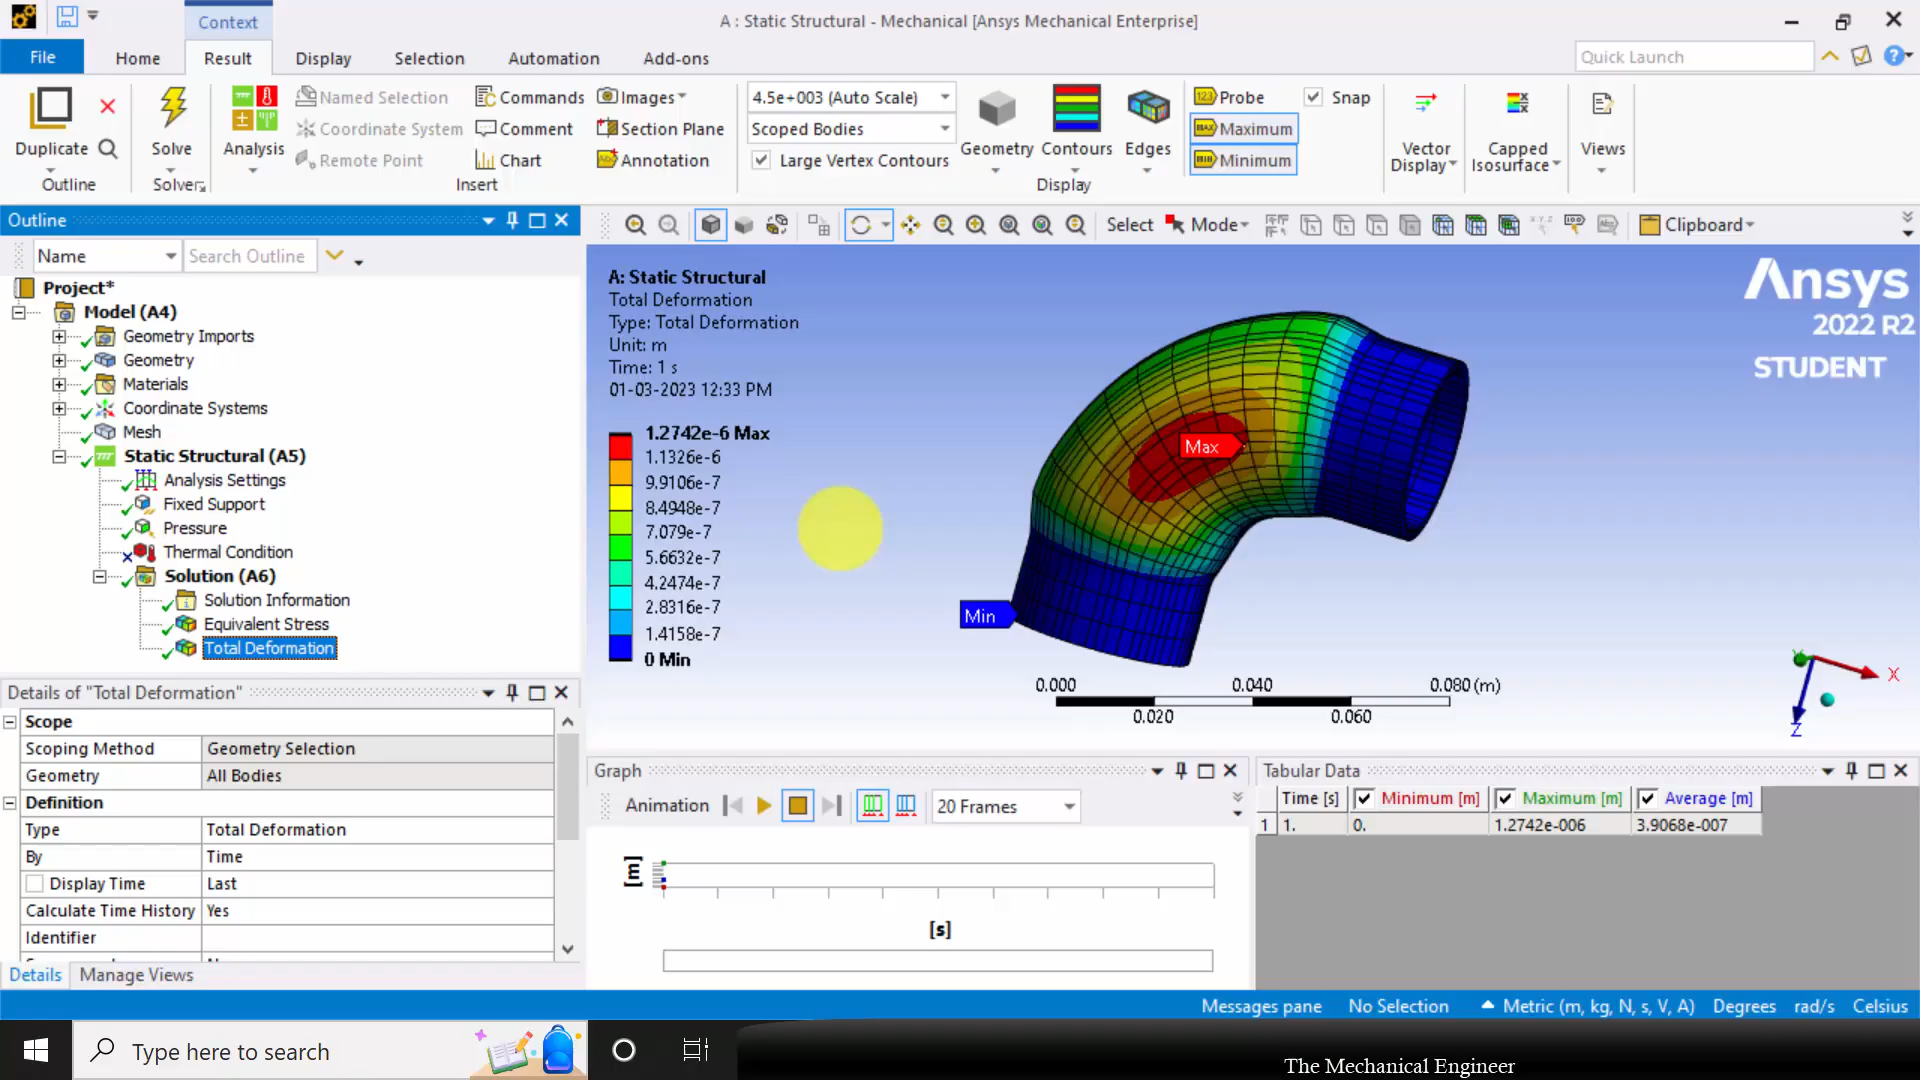 Context
A : Static Structural - Mechanical [Ansys Mechanical Enterprise]
File
Home
Result
Display
Selection
Automation
Add-ons
Quick Launch
Duplicate
Outline
Solve
Solver
Analysis
Named Selection
Coordinate System
Remote Point
Commands
Comment
Chart
Images
Section Plane
Annotation
Insert
4.5e+003 (Auto Scale)
Scoped Bodies
Large Vertex Contours
Geometry
Contours
Edges
Display
Probe
Maximum
Minimum
Snap
Vector
Display
Capped
Isosurface
Views
Outline
Name
Search Outline
Project*
Model (A4)
Geometry Imports
Geometry
Materials
Coordinate Systems
Mesh
Static Structural (A5)
Analysis Settings
Fixed Support
Pressure
Thermal Condition
Solution (A6)
Solution Information
Equivalent Stress
Total Deformation
Select
Mode
Clipboard
A: Static Structural
Total Deformation
Type: Total Deformation
Unit: m
Time: 1 s
01-03-2023 12:33 PM
1.2742e-6 Max
1.1326e-6
9.9106e-7
8.4948e-7
7.079e-7
5.6632e-7
4.2474e-7
2.8316e-7
1.4158e-7
0 Min
Max
Min
Ansys
2022 R2
STUDENT
0.000
0.040
0.080 (m)
0.020
0.060
X
Y
Z
Details of "Total Deformation"
Scope
Scoping Method
Geometry Selection
Geometry
All Bodies
Definition
Type
Total Deformation
By
Time
Display Time
Last
Calculate Time History
Yes
Identifier
Details
Manage Views
Graph
Animation
20 Frames
[m]
[s]
Tabular Data
Time [s]
Minimum [m]
Maximum [m]
Average [m]
1
1.
0.
1.2742e-006
3.9068e-007
Messages pane
No Selection
Metric (m, kg, N, s, V, A)
Degrees
rad/s
Celsius
Type here to search
The Mechanical Engineer